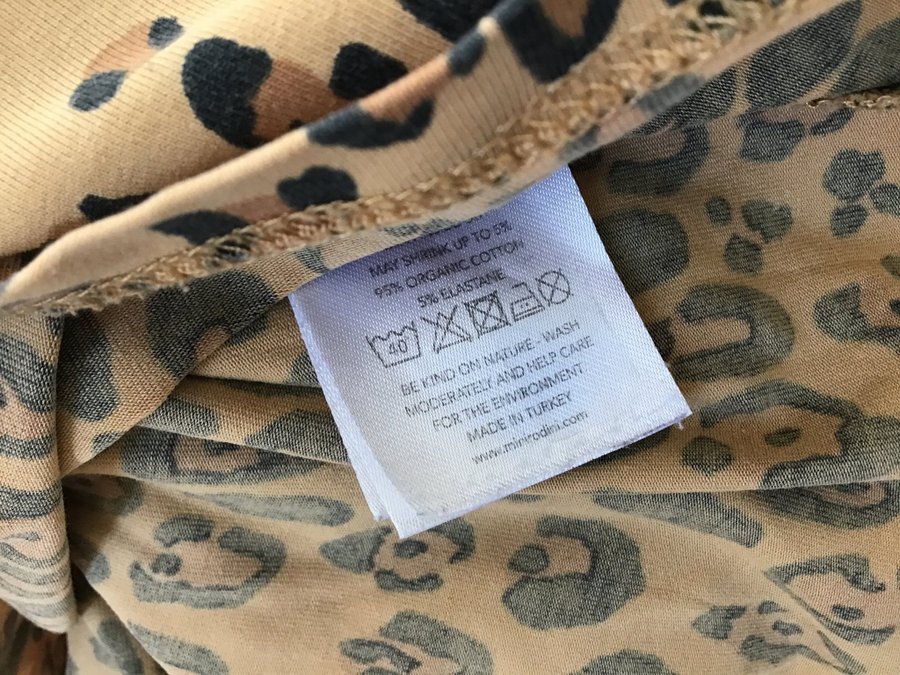 MAY SHRINK UP TO 5%
95% ORGANIC COTTON
5% ELASTANE
40
BE KIND ON NATURE - WASH
MODERATELY AND HELP CARE
FOR THE ENVIRONMENT
MADE IN TURKEY
www.minirodini.com